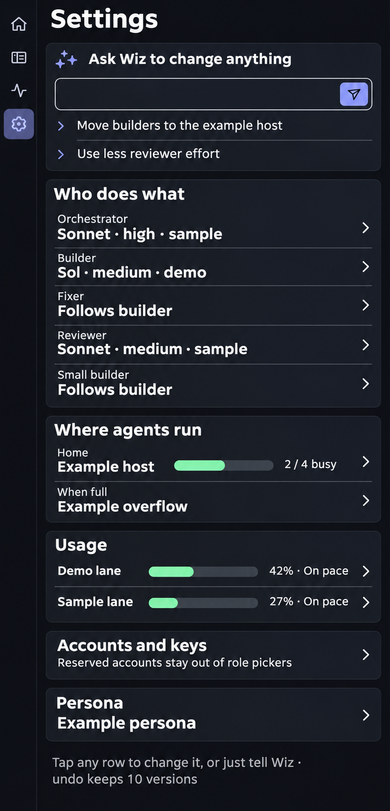 Settings
Ask Wiz to change anything
Move builders to the example host
Use less reviewer effort
Who does what
Orchestrator
Sonnet · high · sample
Builder
Sol · medium · demo
Fixer
Follows builder
Reviewer
Sonnet · medium · sample
Small builder
Follows builder
Where agents run
Home
Example host 2 / 4 busy
When full
Example overflow
Usage
Demo lane 42% · On pace
Sample lane 27% · On pace
Accounts and keys
Reserved accounts stay out of role pickers
Persona
Example persona
Tap any row to change it, or just tell Wiz ·
undo keeps 10 versions